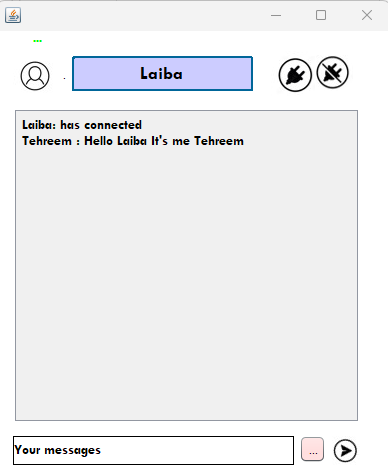 ...
Laiba
Laiba: has connected
Tehreem : Hello Laiba It's me Tehreem
Your messages
...